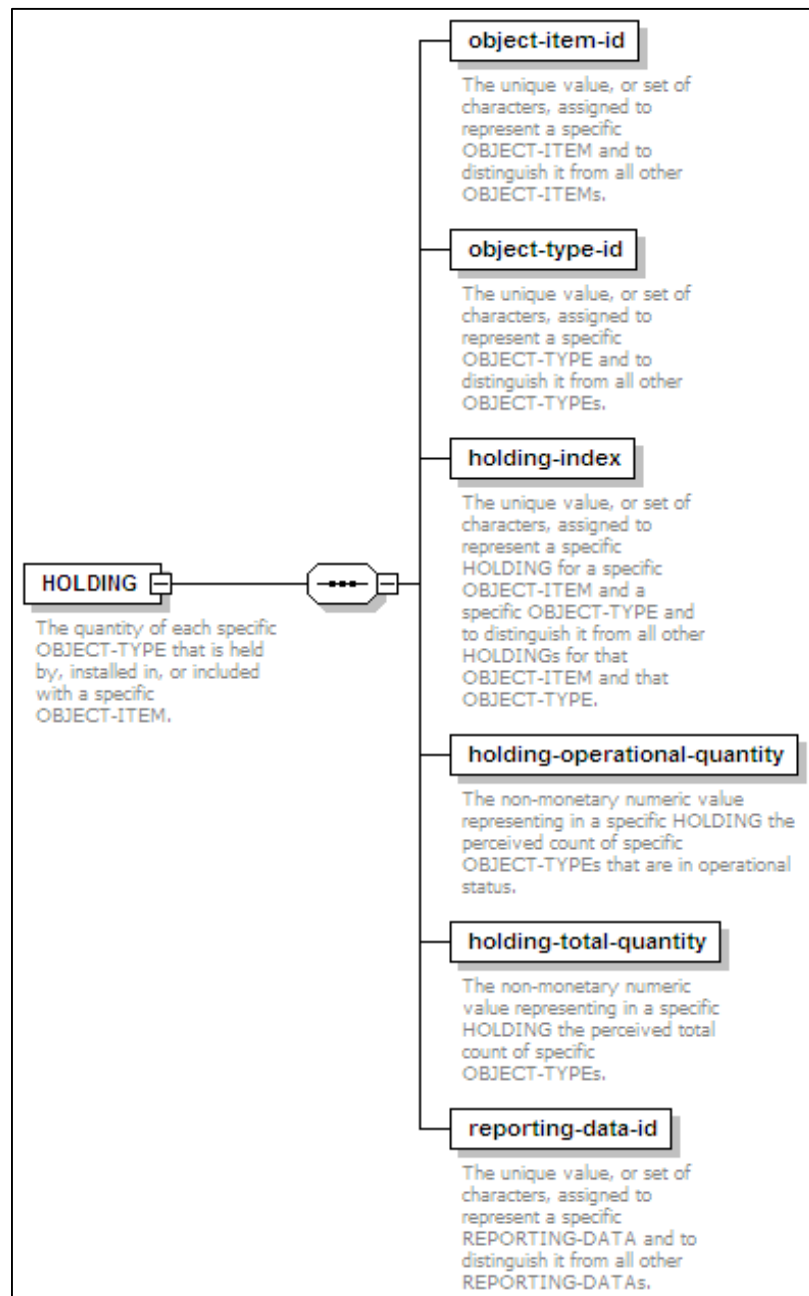 HOLDING
The quantity of each specific
OBJECT-TYPE that is held
by, installed in, or included
with a specific
OBJECT-ITEM.
object-item-id
The unique value, or set of
characters, assigned to
represent a specific
OBJECT-ITEM and to
distinguish it from all other
OBJECT-ITEMs.
object-type-id
The unique value, or set of
characters, assigned to
represent a specific
OBJECT-TYPE and to
distinguish it from all other
OBJECT-TYPEs.
holding-index
The unique value, or set of
characters, assigned to
represent a specific
HOLDING for a specific
OBJECT-ITEM and a
specific OBJECT-TYPE and
to distinguish it from all other
HOLDINGs for that
OBJECT-ITEM and that
OBJECT-TYPE.
holding-operational-quantity
The non-monetary numeric value
representing in a specific HOLDING the
perceived count of specific
OBJECT-TYPEs that are in operational
status.
holding-total-quantity
The non-monetary numeric
value representing in a specific
HOLDING the perceived total
count of specific
OBJECT-TYPEs.
reporting-data-id
The unique value, or set of
characters, assigned to
represent a specific
REPORTING-DATA and to
distinguish it from all other
REPORTING-DATAs.